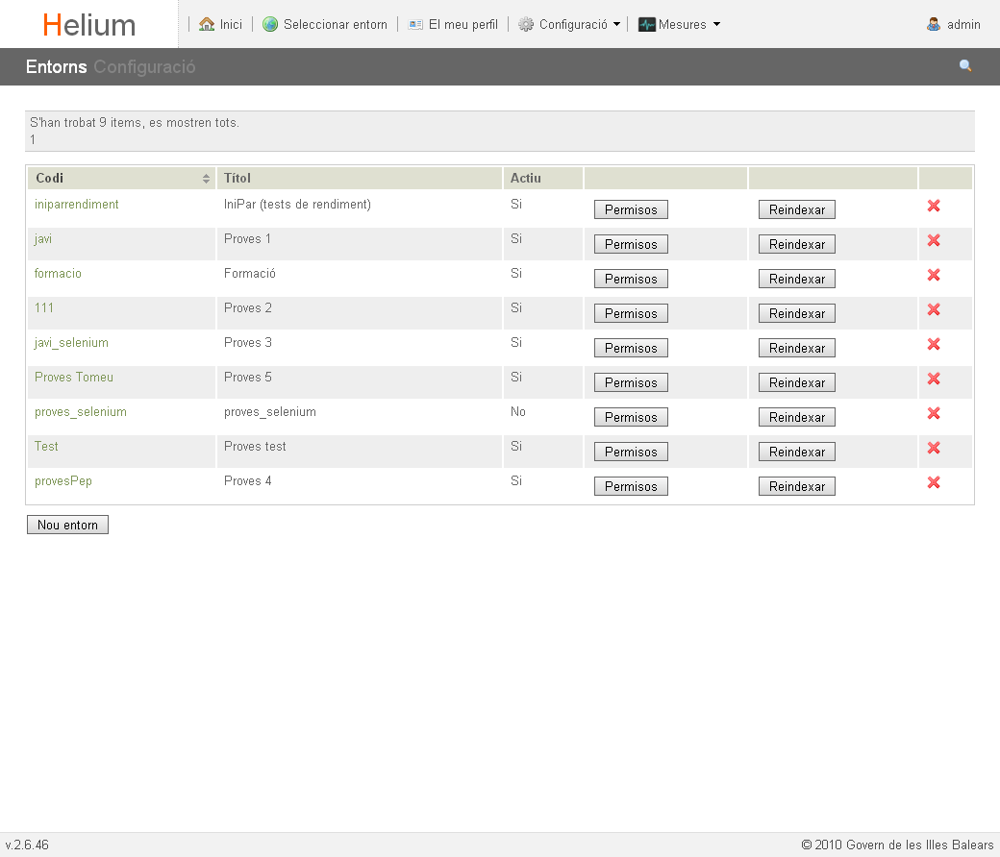 Helium
Inici Seleccionar entorn El meu perfil Configuració Mesures admin
Entorns Configuració
S'han trobat 9 items, es mostren tots.
1
Codi Títol Actiu
iniparrendiment IniPar (tests de rendiment) Si Permisos Reindexar
javi Proves 1 Si Permisos Reindexar
formacio Formació Si Permisos Reindexar
111 Proves 2 Si Permisos Reindexar
javi_selenium Proves 3 Si Permisos Reindexar
Proves Tomeu Proves 5 Si Permisos Reindexar
proves_selenium proves_selenium No Permisos Reindexar
Test Proves test Si Permisos Reindexar
provesPep Proves 4 Si Permisos Reindexar
Nou entorn
v.2.6.46 © 2010 Govern de les Illes Balears